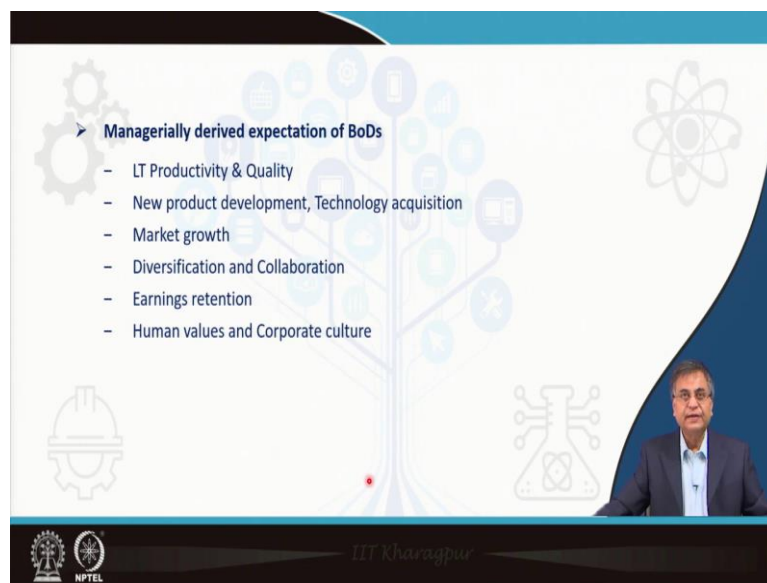 ➢ Managerially derived expectation of BoDs
– LT Productivity & Quality
– New product development, Technology acquisition
– Market growth
– Diversification and Collaboration
– Earnings retention
– Human values and Corporate culture
IIT Kharagpur
NPTEL